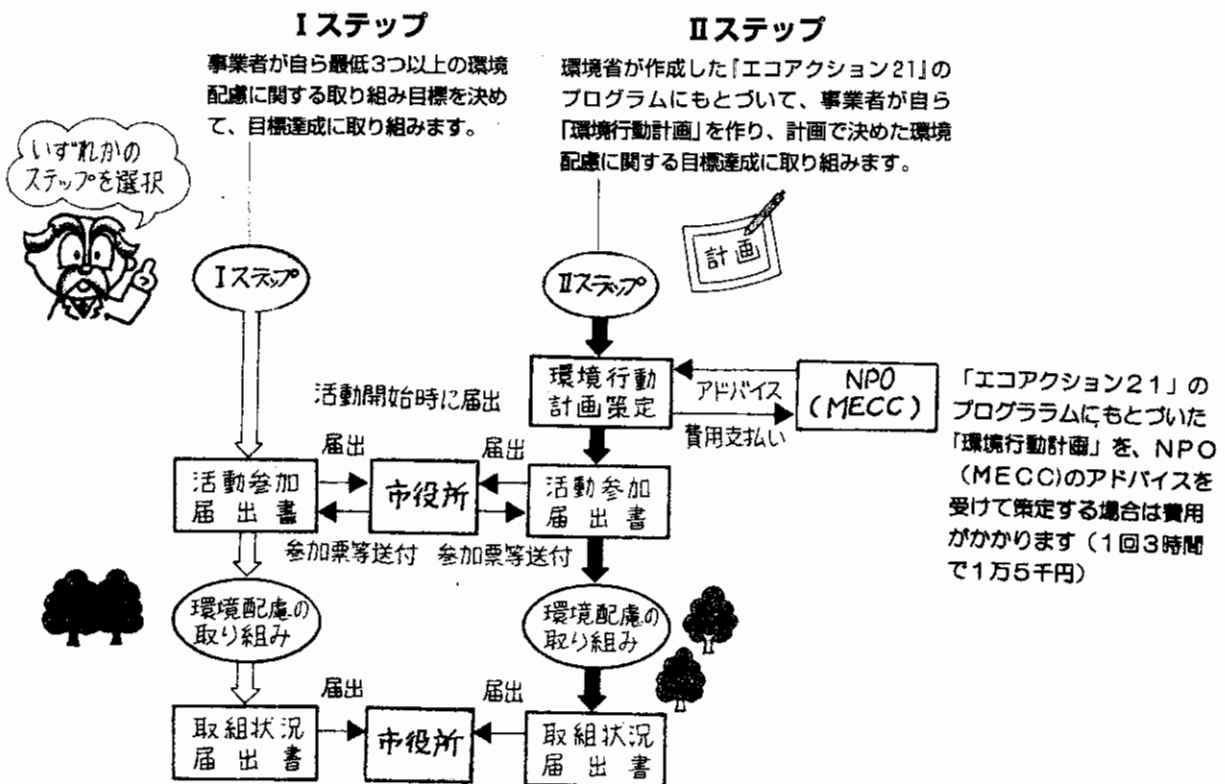 Ⅰステップ
事業者が自ら最低3つ以上の環境
配慮に関する取り組み目標を決め
て、目標達成に取り組みます。
Ⅱステップ
環境省が作成した『エコアクション21』の
プログラムにもとづいて、事業者が自ら
「環境行動計画」を作り、計画で決めた環境
配慮に関する目標達成に取り組みます。
いずれかの
ステップを選択
Ⅰステップ
Ⅱステップ
計画
環境行動
計画策定
アドバイス
費用支払い
NPO
(MECC)
「エコアクション21」の
プログララムにもとづいた
「環境行動計画」を、NPO
(MECC)のアドバイスを
受けて策定する場合は費用
がかかります(1回3時間
で1万5千円)
活動開始時に届出
届出
届出
活動参加
届出書
市役所
活動参加
届出書
参加票等送付
参加票等送付
環境配慮の
取り組み
環境配慮の
取り組み
届出
届出
取組状況
届出書
市役所
取組状況
届出書